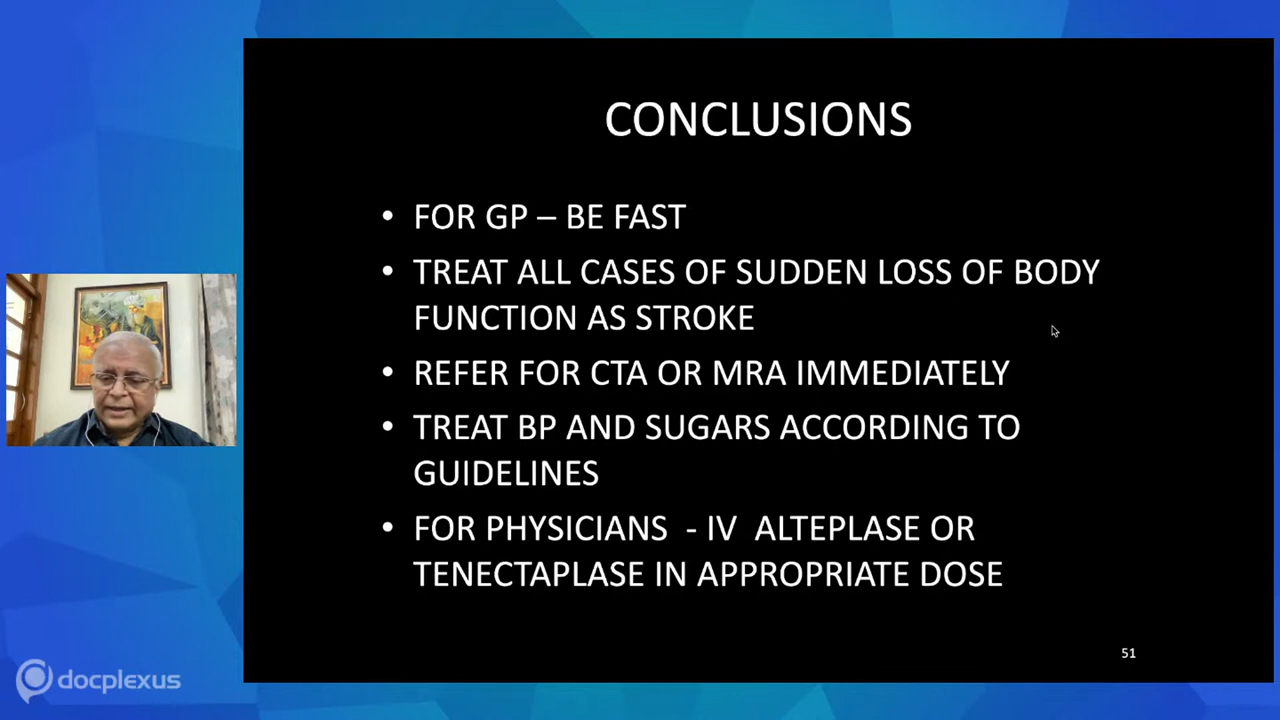 CONCLUSIONS
• FOR GP – BE FAST
• TREAT ALL CASES OF SUDDEN LOSS OF BODY
FUNCTION AS STROKE
• REFER FOR CTA OR MRA IMMEDIATELY
• TREAT BP AND SUGARS ACCORDING TO
GUIDELINES
• FOR PHYSICIANS - IV ALTEPLASE OR
TENECTAPLASE IN APPROPRIATE DOSE
51
docplexus